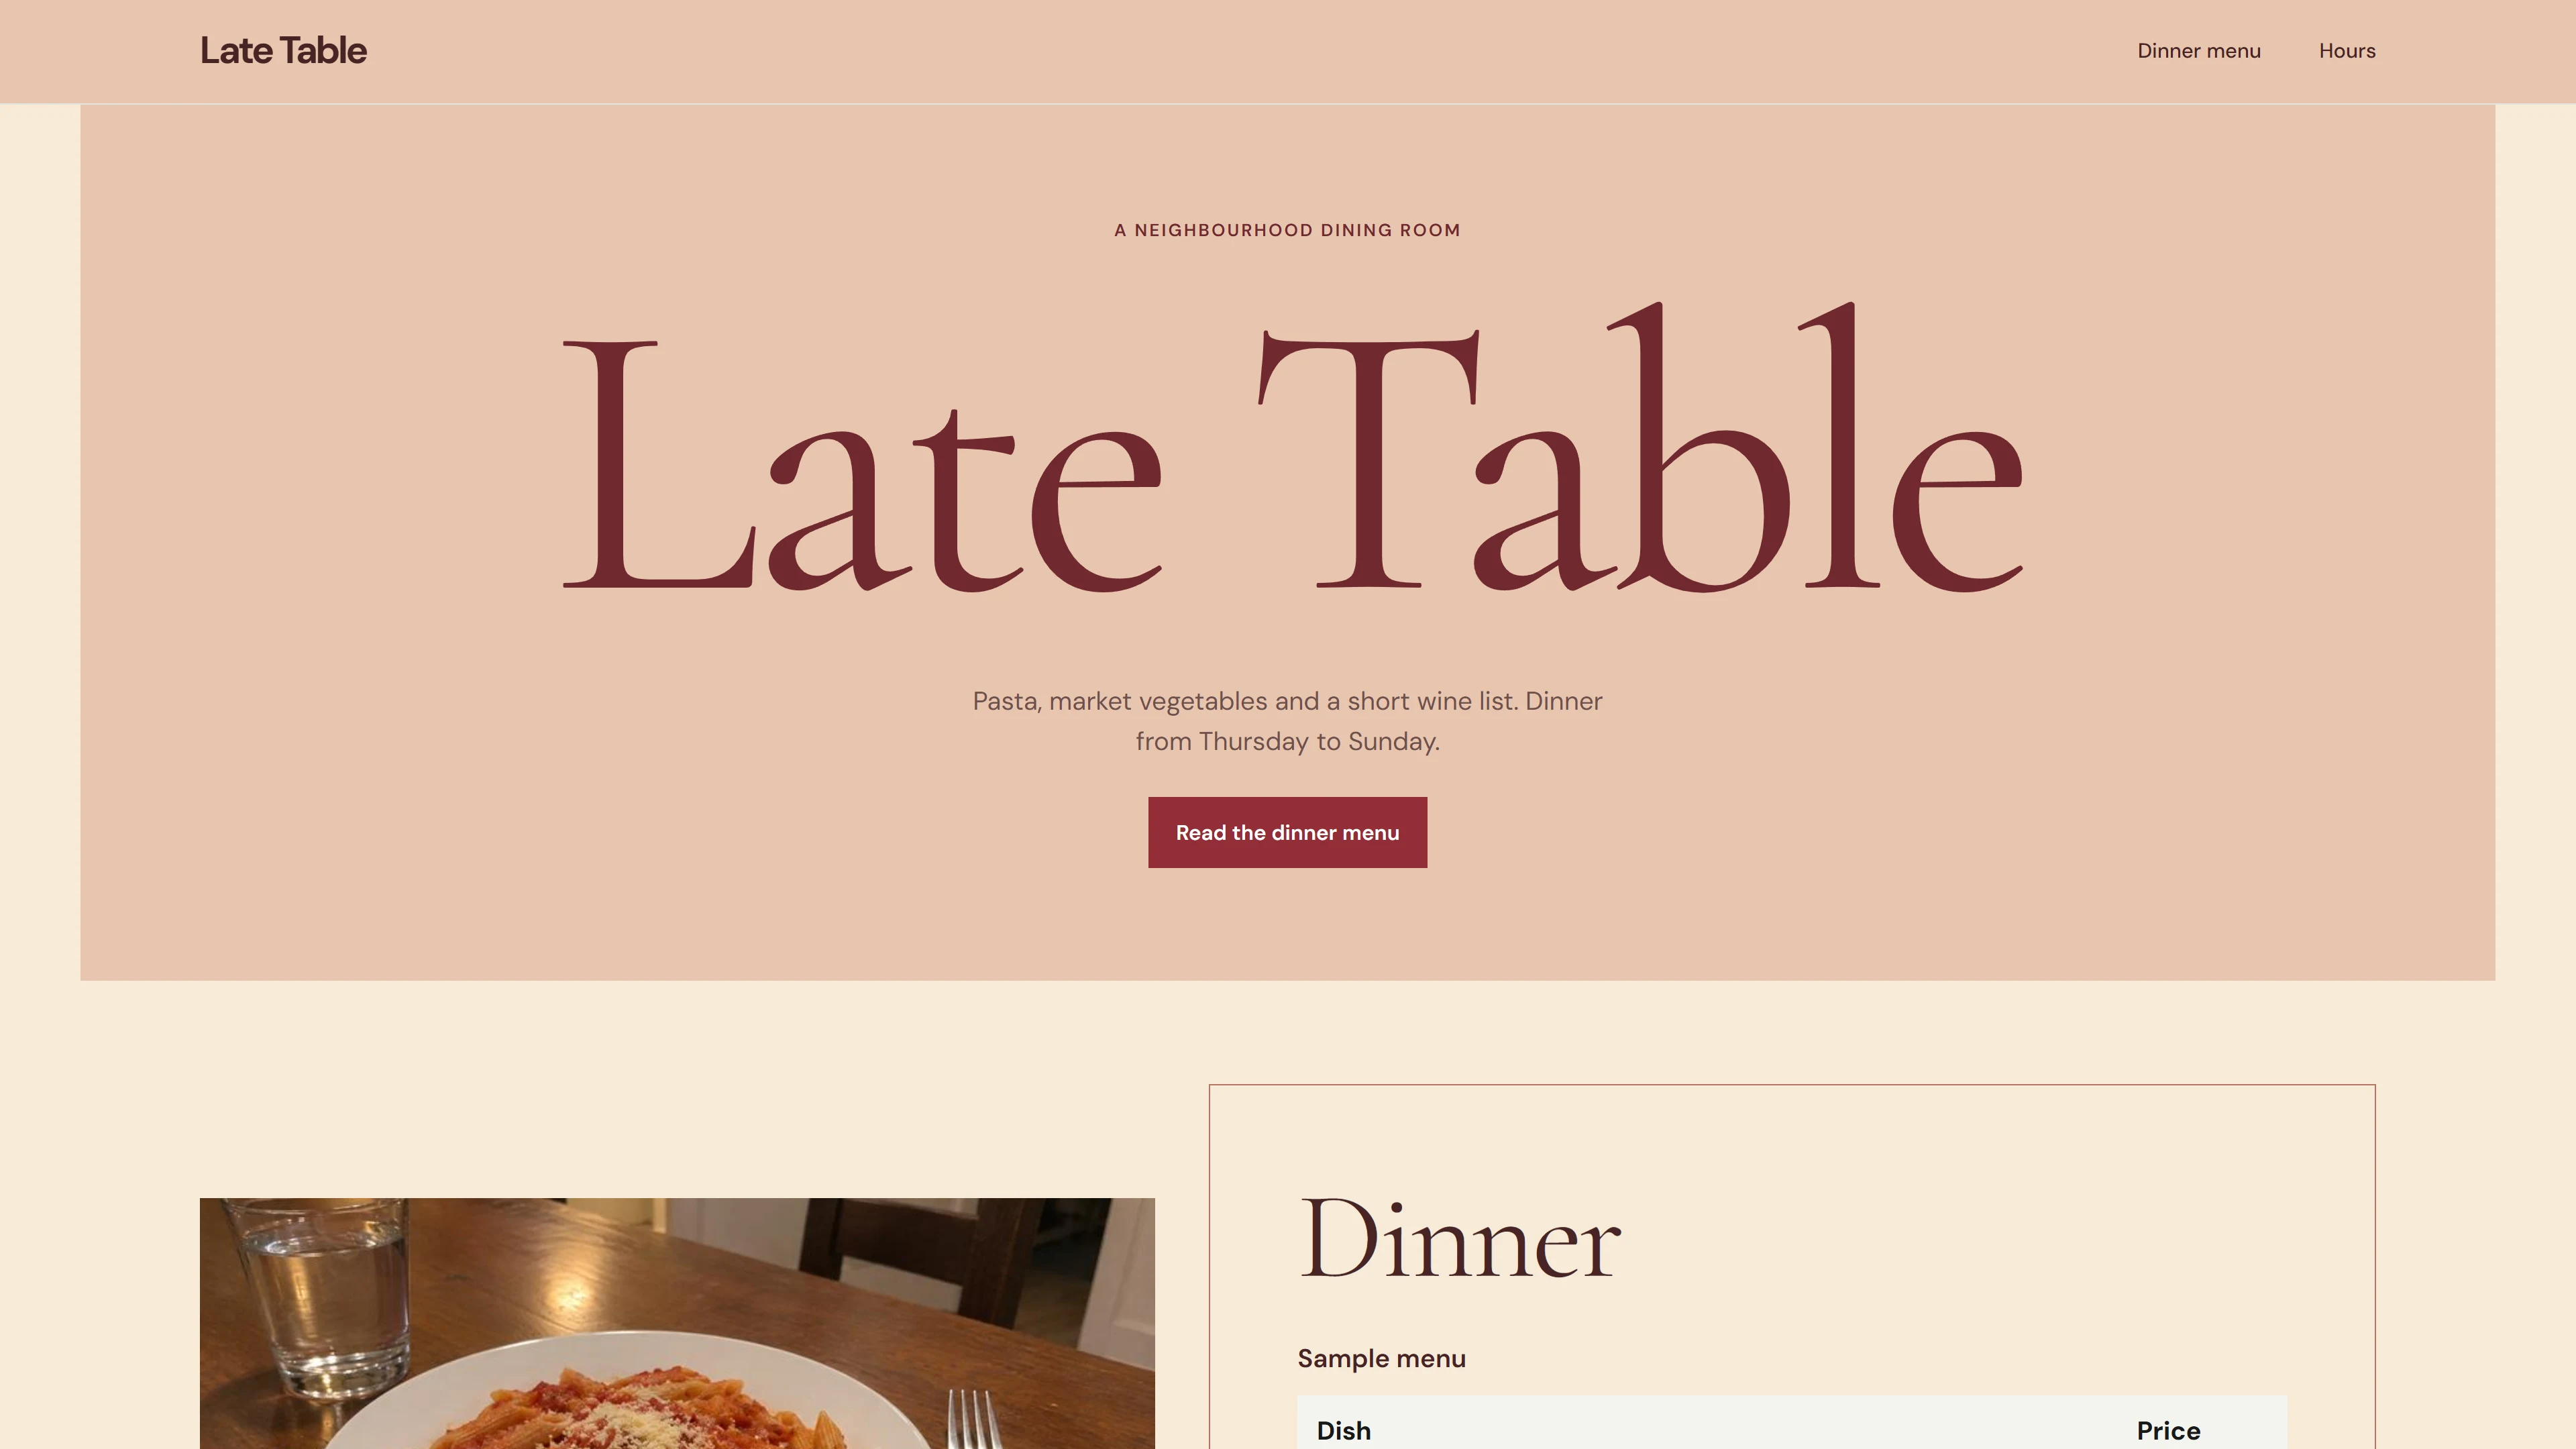 Late Table
Dinner menu
Hours
A NEIGHBOURHOOD DINING ROOM
Late Table
Pasta, market vegetables and a short wine list. Dinner
from Thursday to Sunday.
Read the dinner menu
Dinner
Sample menu
Dish
Price